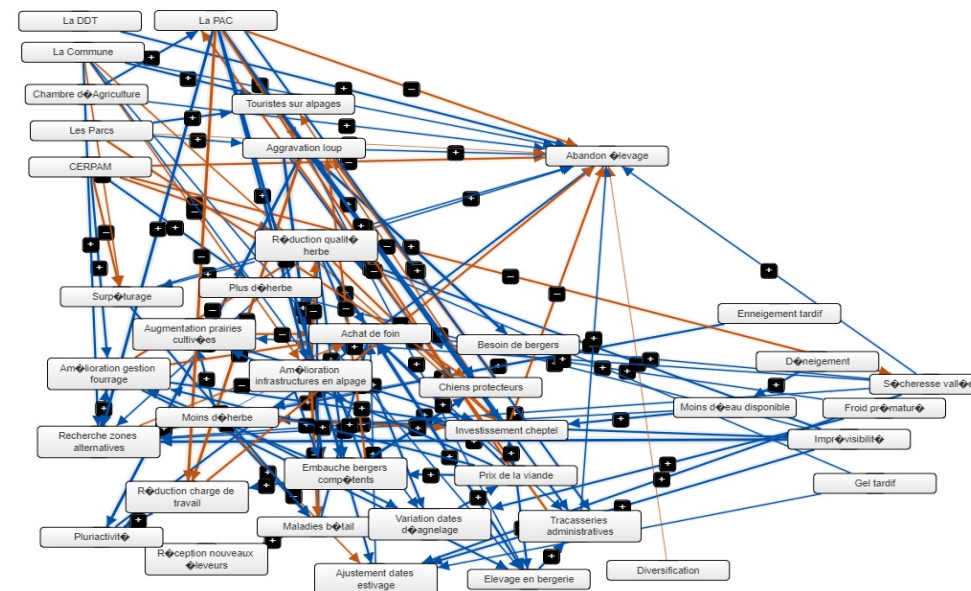 La DDT
La PAC
La Commune
Chambre d�Agriculture
Touristes sur alpages
Les Parcs
Aggravation loup
Abandon �levage
CERPAM
R�duction qualit�
herbe
Plus d�herbe
Surp�turage
Enneigement tardif
Augmentation prairies
cultiv�es
Achat de foin
Besoin de bergers
D�neigement
Am�lioration gestion
fourrage
Am�lioration
infrastructures en alpage
Chiens protecteurs
S�cheresse vall�e
Moins d�eau disponible
Froid pr�matur�
Moins d�herbe
Investissement cheptel
Impr�visibilit�
Recherche zones
alternatives
Embauche bergers
comp�tents
Prix de la viande
Gel tardif
R�duction charge de
travail
Maladies b�tail
Variation dates
d�agnelage
Tracasseries
administratives
Pluriactivit�
R�ception nouveaux
�leveurs
Ajustement dates
estivage
Elevage en bergerie
Diversification